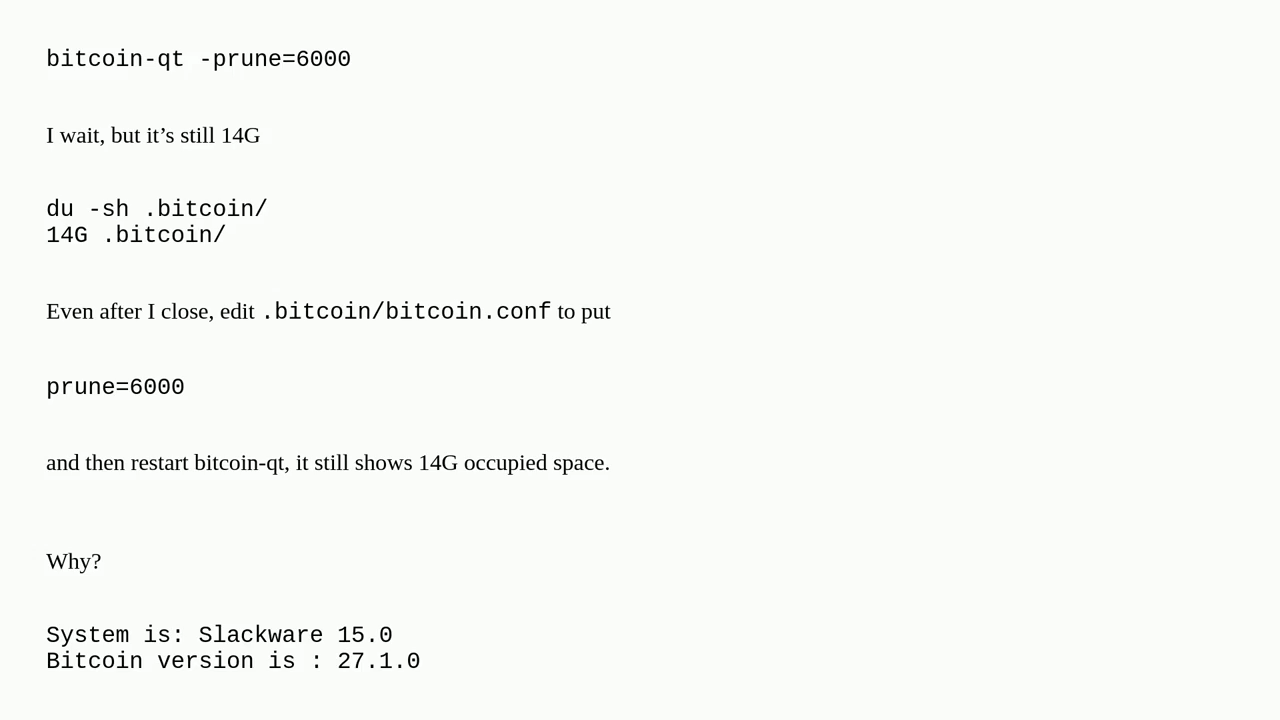 bitcoin-qt -prune=6000
I wait, but it’s still 14G
du -sh .bitcoin/
14G .bitcoin/
Even after I close, edit .bitcoin/bitcoin.conf to put
prune=6000
and then restart bitcoin-qt, it still shows 14G occupied space.
Why?
System is: Slackware 15.0
Bitcoin version is : 27.1.0